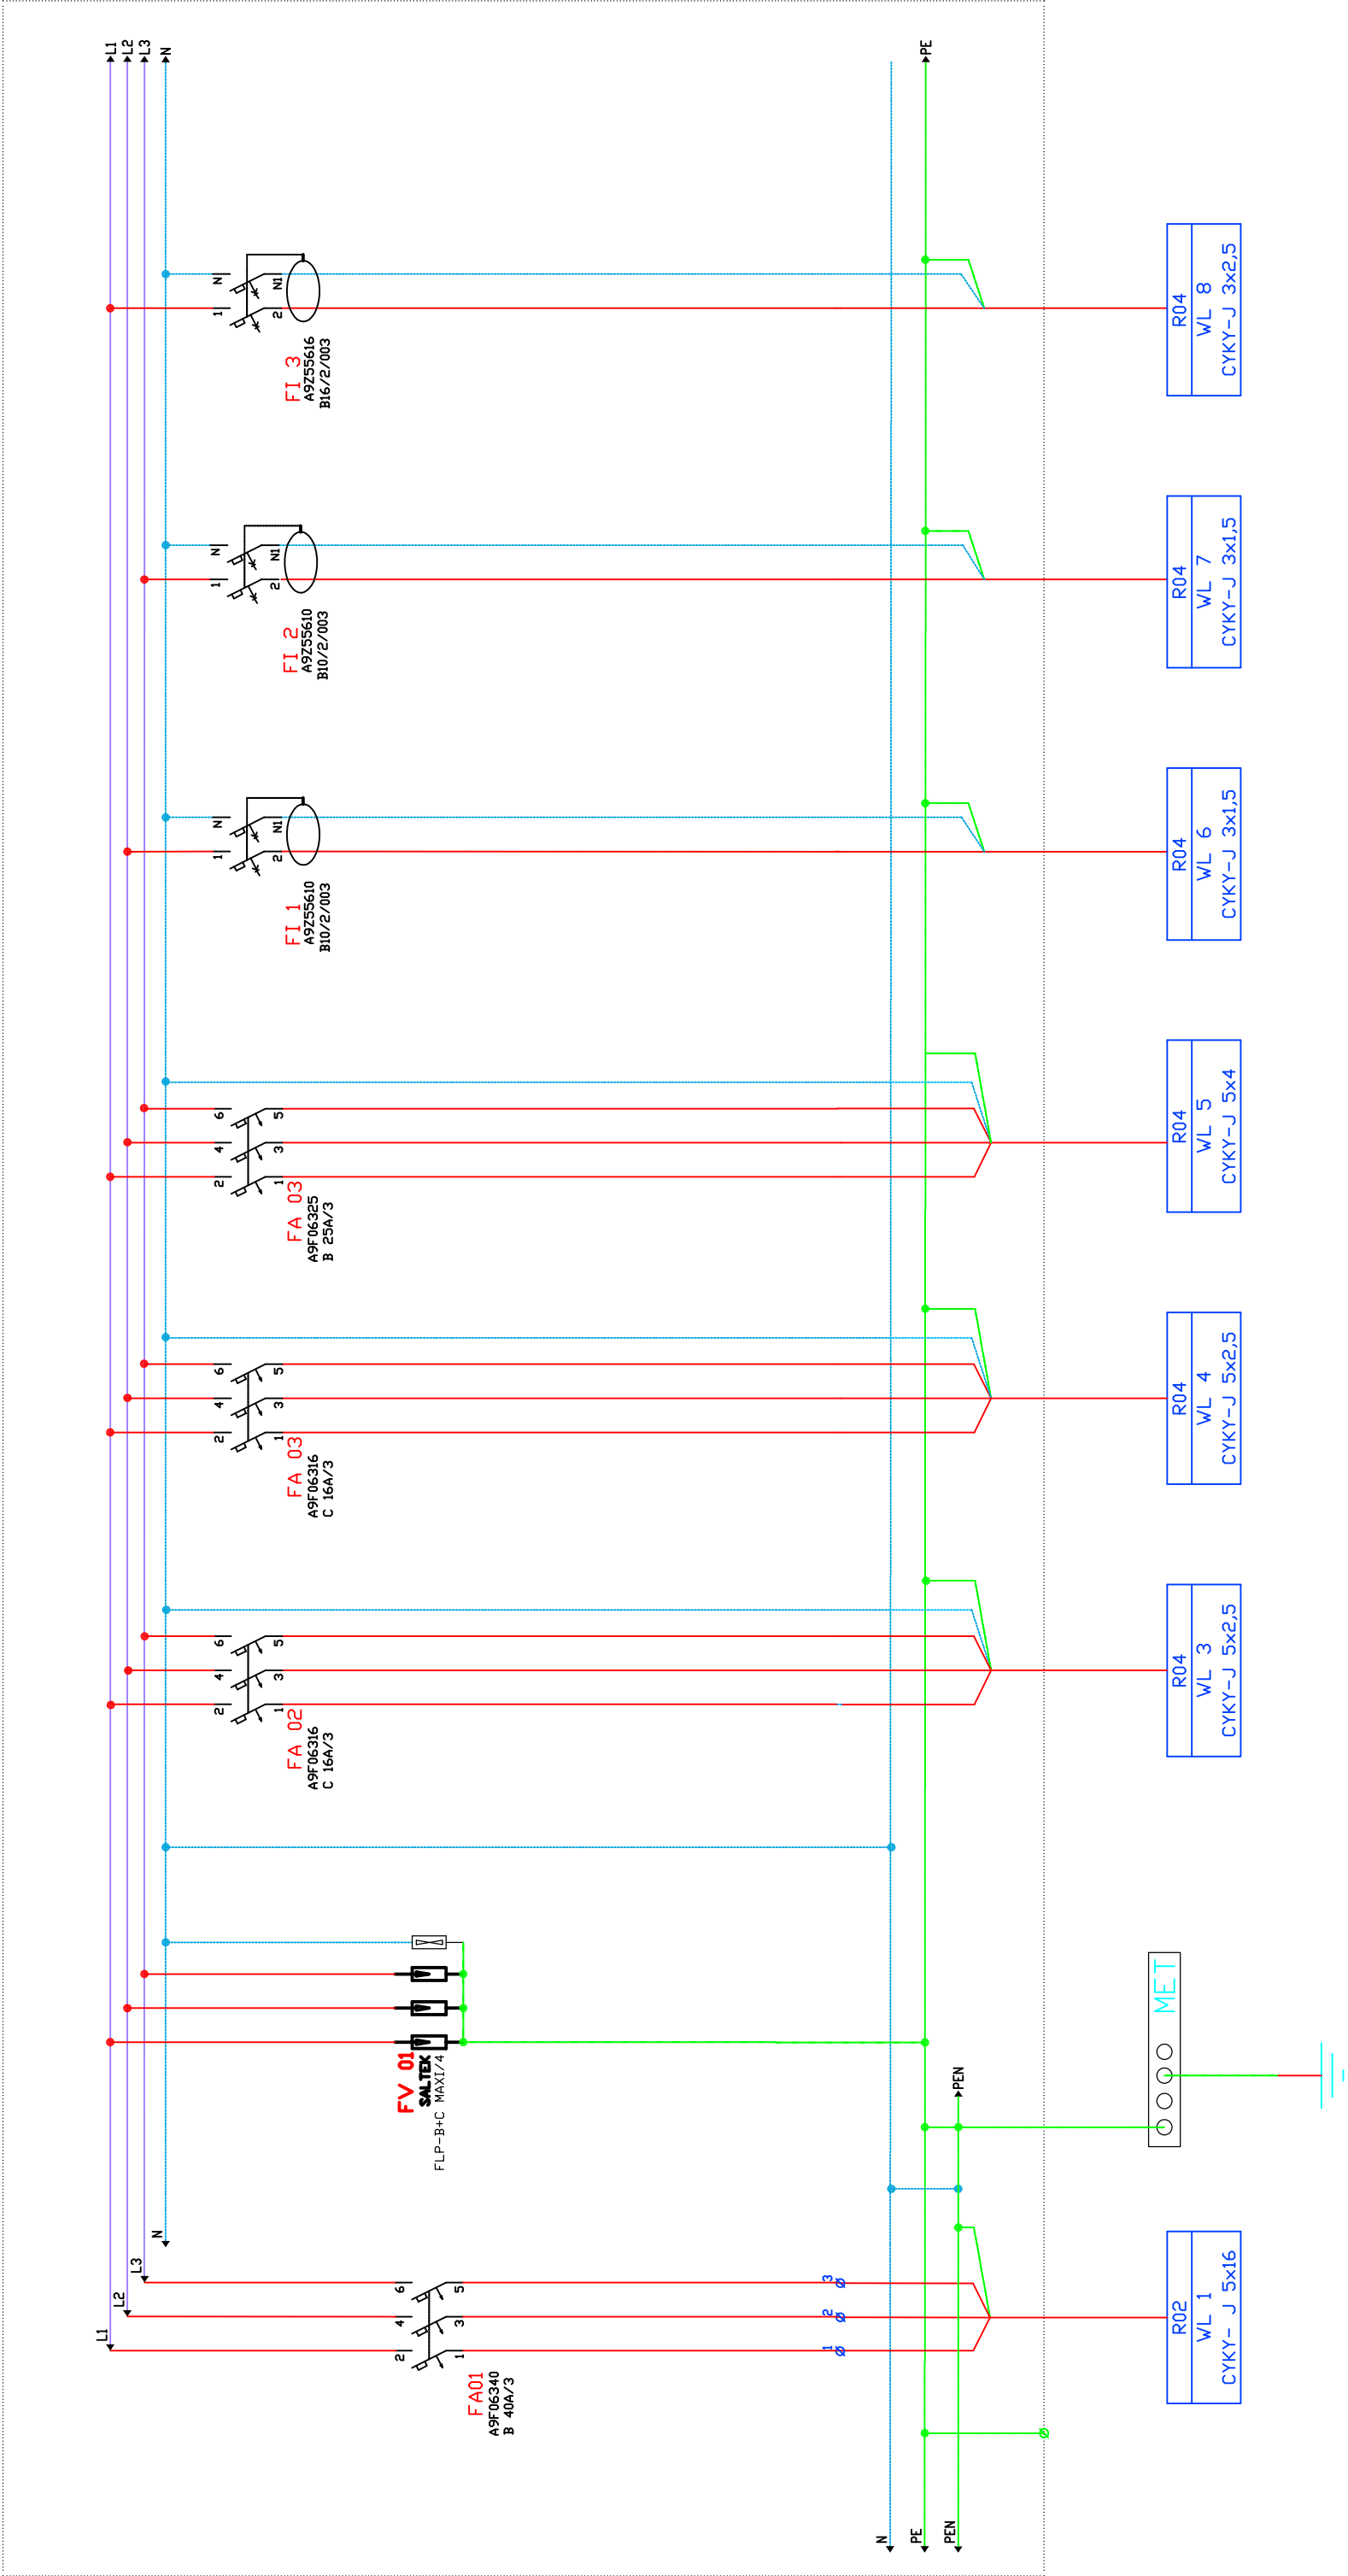 L1
L2
L3
N
PE
N
1
N1
2
FI 3
A9Z55616
B16/2/003
R04
WL 8
CYKY-J 3x2,5
N
1
N1
2
FI 2
A9Z55610
B10/2/003
R04
WL 7
CYKY-J 3x1,5
N
1
N1
2
FI 1
A9Z55610
B10/2/003
R04
WL 6
CYKY-J 3x1,5
6
4
2
5
3
1
FA 03
A9F06325
B 25A/3
R04
WL 5
CYKY-J 5x4
6
4
2
5
3
1
FA 03
A9F06316
C 16A/3
R04
WL 4
CYKY-J 5x2,5
6
4
2
5
3
1
FA 02
A9F06316
C 16A/3
R04
WL 3
CYKY-J 5x2,5
FV 01
SALTEK
FLP-B+C MAXI/4
MET
PEN
N
L3
L2
L1
6
4
2
5
3
1
FA01
A9F06340
B 40A/3
3
2
1
R02
WL 1
CYKY- J 5x16
N
PE
PEN